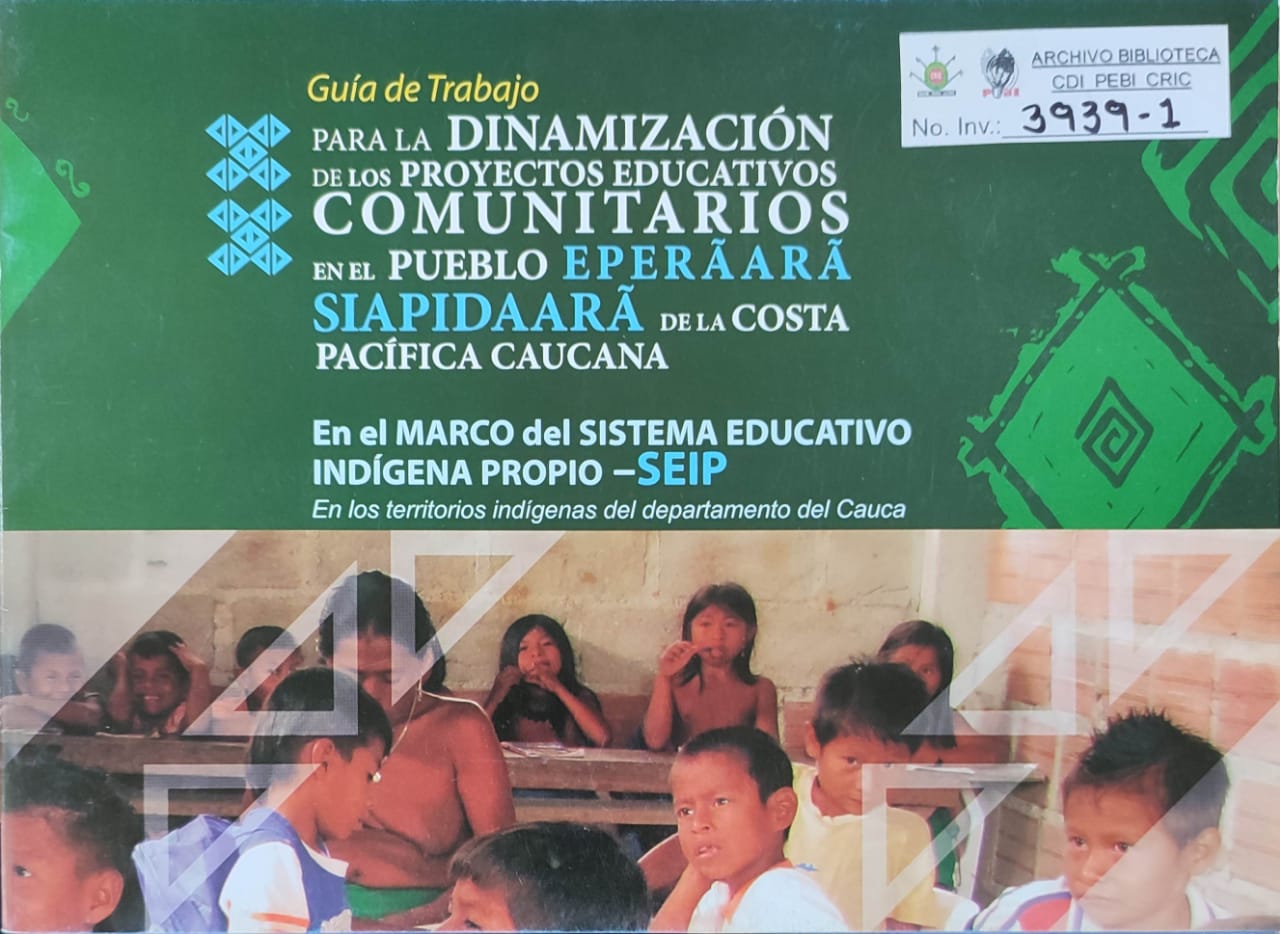 ARCHIVO BIBLIOTECA
CDI PEBI CRIC
No. Inv.: 3939-1
CRIC
PEBI
Guía de Trabajo
PARA LA DINAMIZACIÓN
DE LOS PROYECTOS EDUCATIVOS
COMUNITARIOS
EN EL PUEBLO EPERÃARÃ
SIAPIDAARÃ DE LA COSTA
PACÍFICA CAUCANA
En el MARCO del SISTEMA EDUCATIVO
INDÍGENA PROPIO –SEIP
En los territorios indígenas del departamento del Cauca